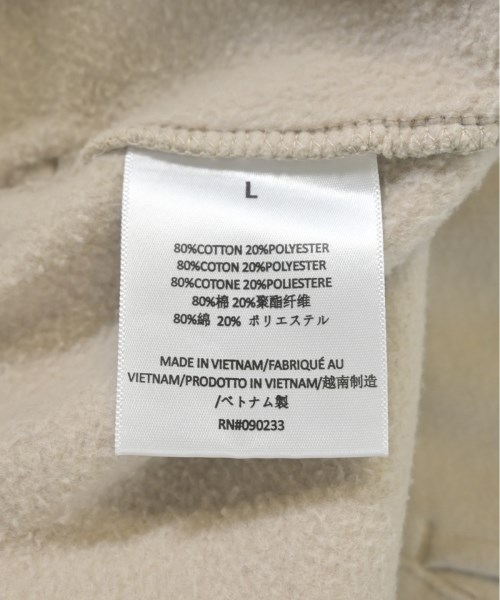 L
80%COTTON 20%POLYESTER
80%COTON 20%POLYESTER
80%COTONE 20%POLIESTERE
80%棉 20%聚酯纤维
80%綿 20% ポリエステル
MADE IN VIETNAM/FABRIQUÉ AU
VIETNAM/PRODOTTO IN VIETNAM/越南制造
/ベトナム製
RN#090233